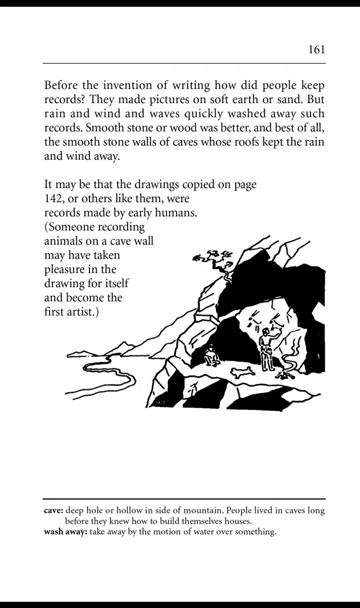 161
Before the invention of writing how did people keep
records? They made pictures on soft earth or sand. But
rain and wind and waves quickly washed away such
records. Smooth stone or wood was better, and best of all,
the smooth stone walls of caves whose roofs kept the rain
and wind away.
It may be that the drawings copied on page
142, or others like them, were
records made by early humans.
(Someone recording
animals on a cave wall
may have taken
pleasure in the
drawing for itself
and become the
first artist.)
cave: deep hole or hollow in side of mountain. People lived in caves long
before they knew how to build themselves houses.
wash away: take away by the motion of water over something.